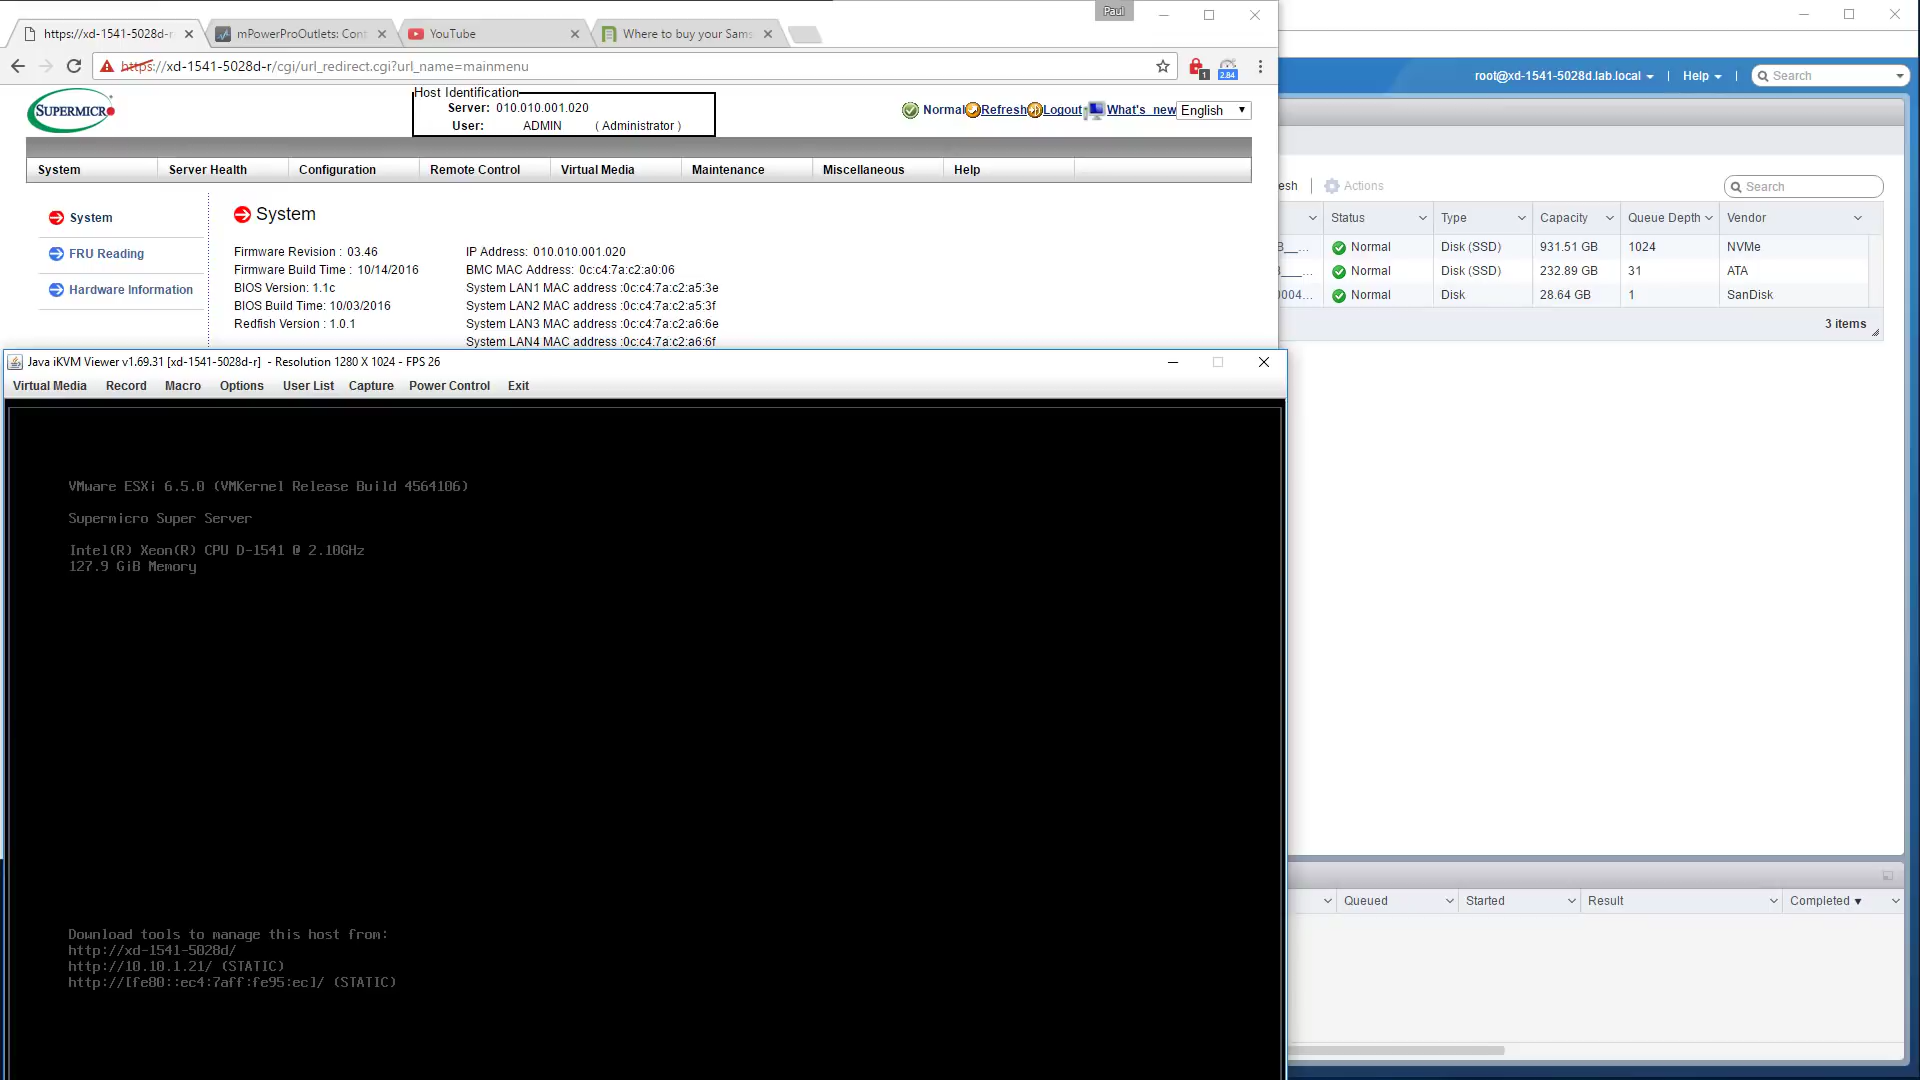 Paul
https://xd-1541-5028d-r
mPowerProOutlets: Cont
YouTube
Where to buy your Sams
https://xd-1541-5028d-r/cgi/url_redirect.cgi?url_name=mainmenu
1
2.84
SUPERMICRO
Host Identification
Server: 010.010.001.020
User: ADMIN ( Administrator )
Normal Refresh Logout What's new English
System Server Health Configuration Remote Control Virtual Media Maintenance Miscellaneous Help
System
FRU Reading
Hardware Information
System
Firmware Revision : 03.46
Firmware Build Time : 10/14/2016
BIOS Version: 1.1c
BIOS Build Time: 10/03/2016
Redfish Version : 1.0.1
IP Address: 010.010.001.020
BMC MAC Address: 0c:c4:7a:c2:a0:06
System LAN1 MAC address :0c:c4:7a:c2:a5:3e
System LAN2 MAC address :0c:c4:7a:c2:a5:3f
System LAN3 MAC address :0c:c4:7a:c2:a6:6e
System LAN4 MAC address :0c:c4:7a:c2:a6:6f
root@xd-1541-5028d.lab.local Help Search
esh Actions Search
Status Type Capacity Queue Depth Vendor
B__... Normal Disk (SSD) 931.51 GB 1024 NVMe
3___... Normal Disk (SSD) 232.89 GB 31 ATA
0004... Normal Disk 28.64 GB 1 SanDisk
3 items
Java iKVM Viewer v1.69.31 [xd-1541-5028d-r] - Resolution 1280 X 1024 - FPS 26
Virtual Media Record Macro Options User List Capture Power Control Exit
VMware ESXi 6.5.0 (VMKernel Release Build 4564106)
Supermicro Super Server
Intel(R) Xeon(R) CPU D-1541 @ 2.10GHz
127.9 GiB Memory
Download tools to manage this host from:
http://xd-1541-5028d/
http://10.10.1.21/ (STATIC)
http://[fe80::ec4:7aff:fe95:ec]/ (STATIC)
Queued Started Result Completed